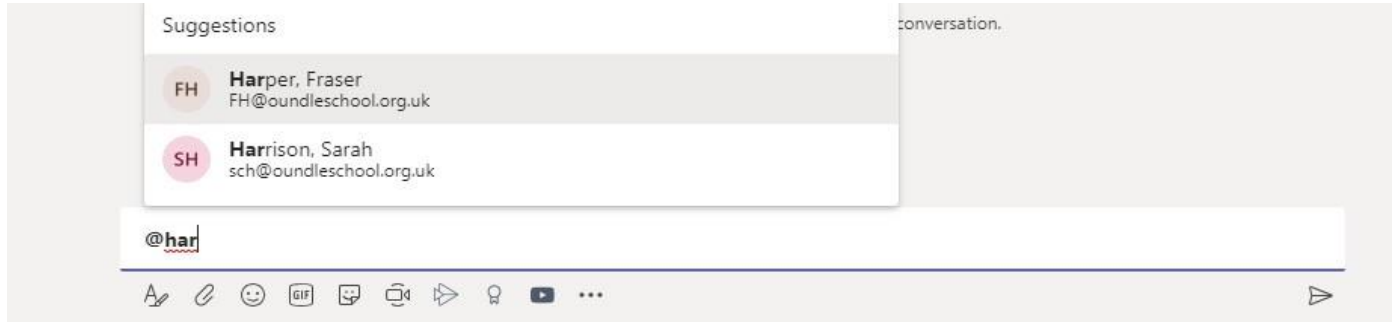 Suggestions
conversation.
FH
Harper, Fraser
FH@oundleschool.org.uk
SH
Harrison, Sarah
sch@oundleschool.org.uk
@har
GIF